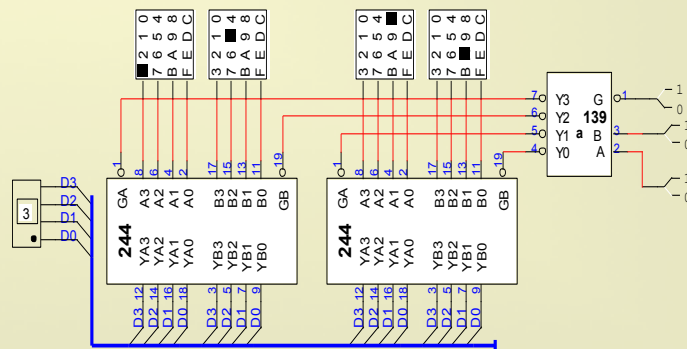 2 1 0
7 6 5 4
B A 9 8
F E D C
3 2 1 0
7 6 4
B A 9 8
F E D C
3 2 1 0
7 6 5 4
B A 9
F E D C
3 2 1 0
7 6 5 4
B 9 8
F E D C
7 Y3 G 1 1 0
6 Y2 139
5 Y1 a B 3 1 0
4 Y0 A 2 1 0
1 8 6 4 2 17 15 13 11 19
GA A3 A2 A1 A0 B3 B2 B1 B0 GB
244
YA3 YA2 YA1 YA0 YB3 YB2 YB1 YB0
12 14 16 18 3 5 7 9
D3 D2 D1 D0 D3 D2 D1 D0
1 8 6 4 2 17 15 13 11 19
GA A3 A2 A1 A0 B3 B2 B1 B0 GB
244
YA3 YA2 YA1 YA0 YB3 YB2 YB1 YB0
12 14 16 18 3 5 7 9
D3 D2 D1 D0 D3 D2 D1 D0
3
D3
D2
D1
D0